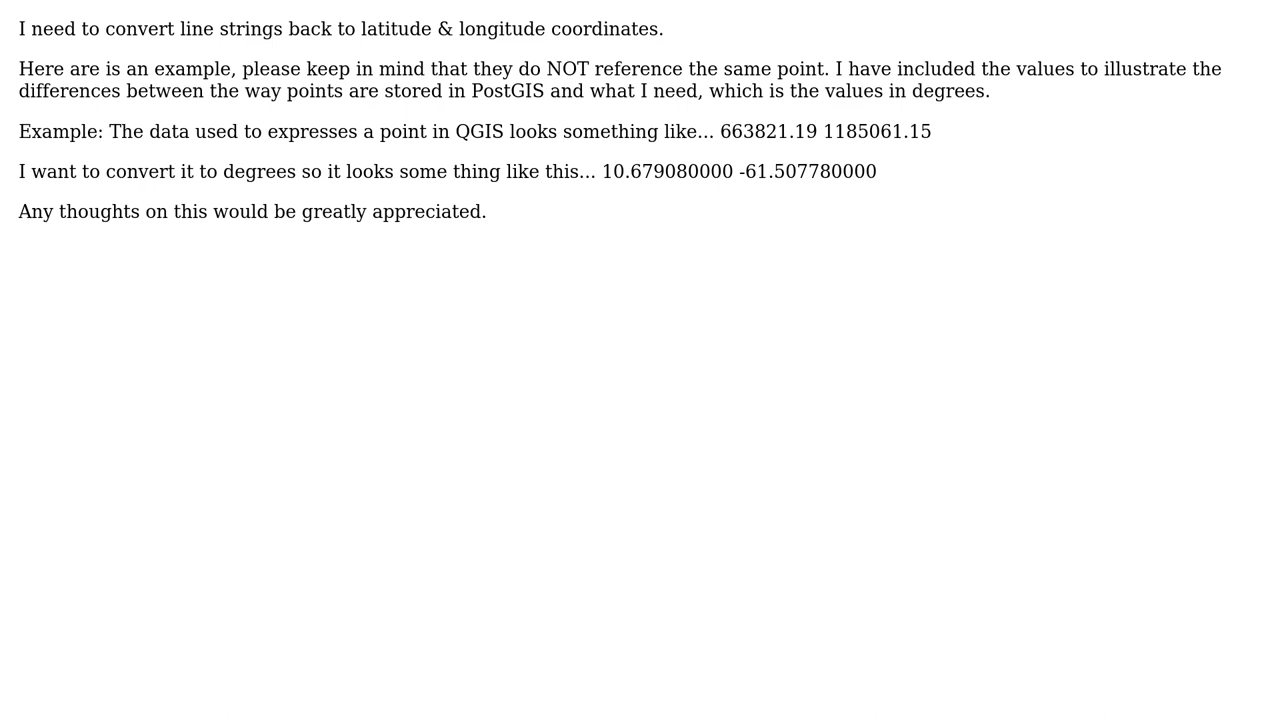 I need to convert line strings back to latitude & longitude coordinates.
Here are is an example, please keep in mind that they do NOT reference the same point. I have included the values to illustrate the
differences between the way points are stored in PostGIS and what I need, which is the values in degrees.
Example: The data used to expresses a point in QGIS looks something like... 663821.19 1185061.15
I want to convert it to degrees so it looks some thing like this... 10.679080000 -61.507780000
Any thoughts on this would be greatly appreciated.